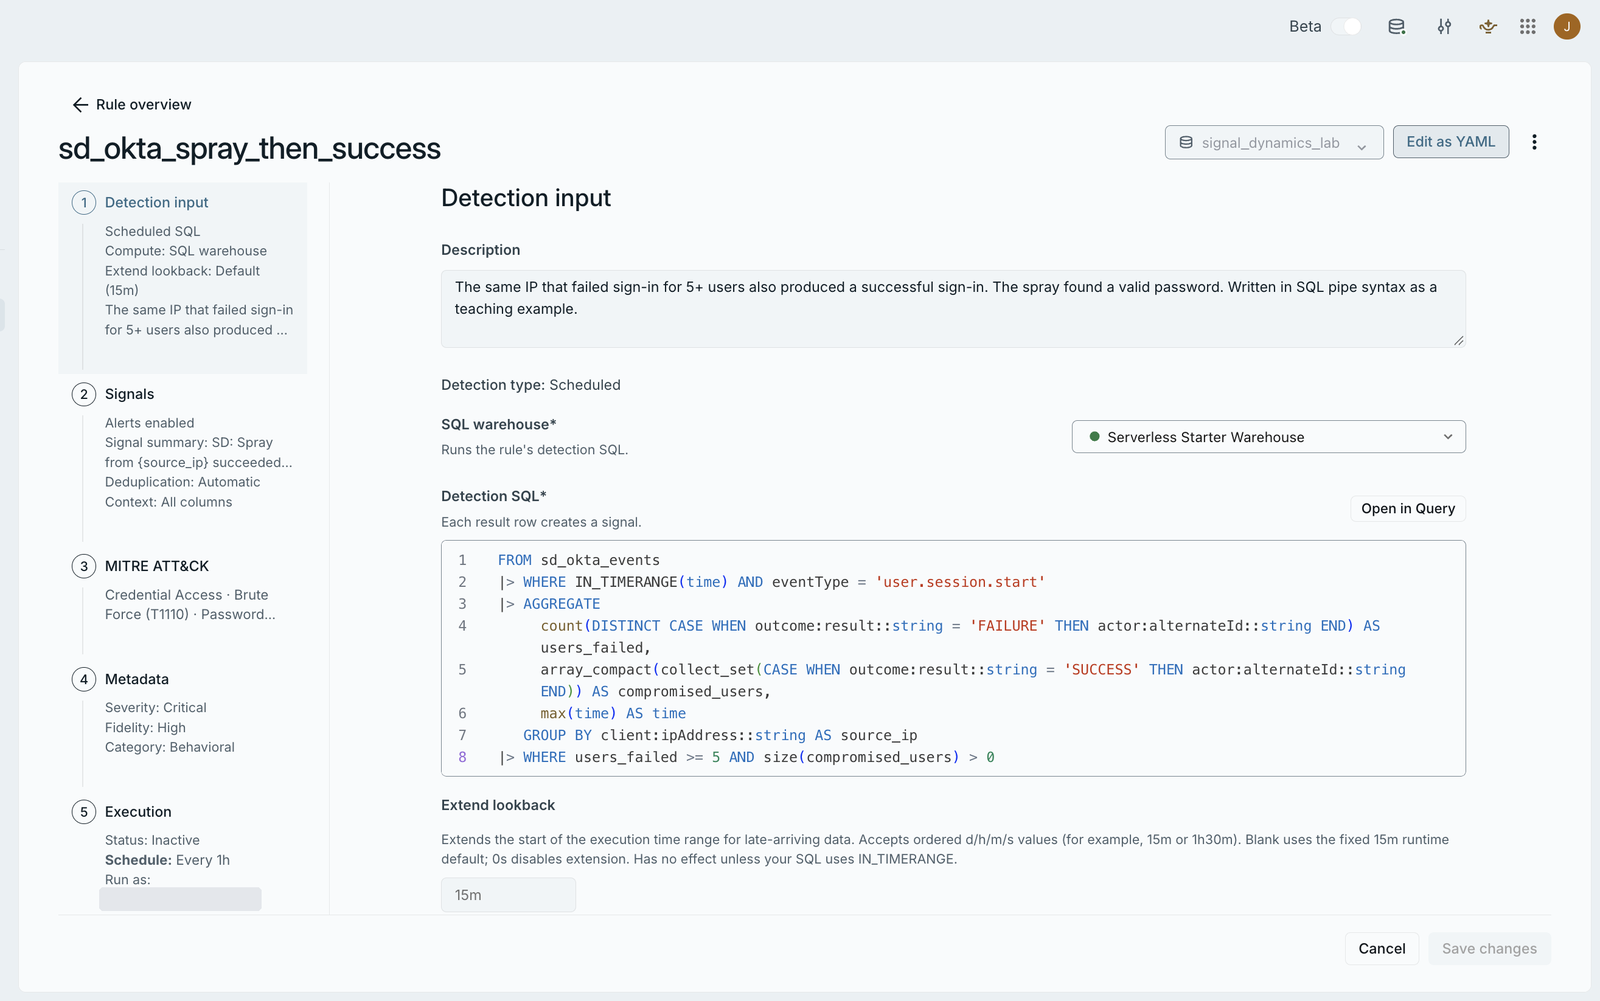 Beta
J
Rule overview
sd_okta_spray_then_success
signal_dynamics_lab
Edit as YAML
1 Detection input
Scheduled SQL
Compute: SQL warehouse
Extend lookback: Default
(15m)
The same IP that failed sign-in
for 5+ users also produced ...
2 Signals
Alerts enabled
Signal summary: SD: Spray
from {source_ip} succeeded...
Deduplication: Automatic
Context: All columns
3 MITRE ATT&CK
Credential Access · Brute
Force (T1110) · Password...
4 Metadata
Severity: Critical
Fidelity: High
Category: Behavioral
5 Execution
Status: Inactive
Schedule: Every 1h
Run as:
Detection input
Description
The same IP that failed sign-in for 5+ users also produced a successful sign-in. The spray found a valid password. Written in SQL pipe syntax as a
teaching example.
Detection type: Scheduled
SQL warehouse*
Runs the rule's detection SQL.
Serverless Starter Warehouse
Detection SQL*
Each result row creates a signal.
Open in Query
1 FROM sd_okta_events
2 |> WHERE IN_TIMERANGE(time) AND eventType = 'user.session.start'
3 |> AGGREGATE
4 count(DISTINCT CASE WHEN outcome:result::string = 'FAILURE' THEN actor:alternateId::string END) AS
users_failed,
5 array_compact(collect_set(CASE WHEN outcome:result::string = 'SUCCESS' THEN actor:alternateId::string
END)) AS compromised_users,
6 max(time) AS time
7 GROUP BY client:ipAddress::string AS source_ip
8 |> WHERE users_failed >= 5 AND size(compromised_users) > 0
Extend lookback
Extends the start of the execution time range for late-arriving data. Accepts ordered d/h/m/s values (for example, 15m or 1h30m). Blank uses the fixed 15m runtime
default; 0s disables extension. Has no effect unless your SQL uses IN_TIMERANGE.
15m
Cancel
Save changes